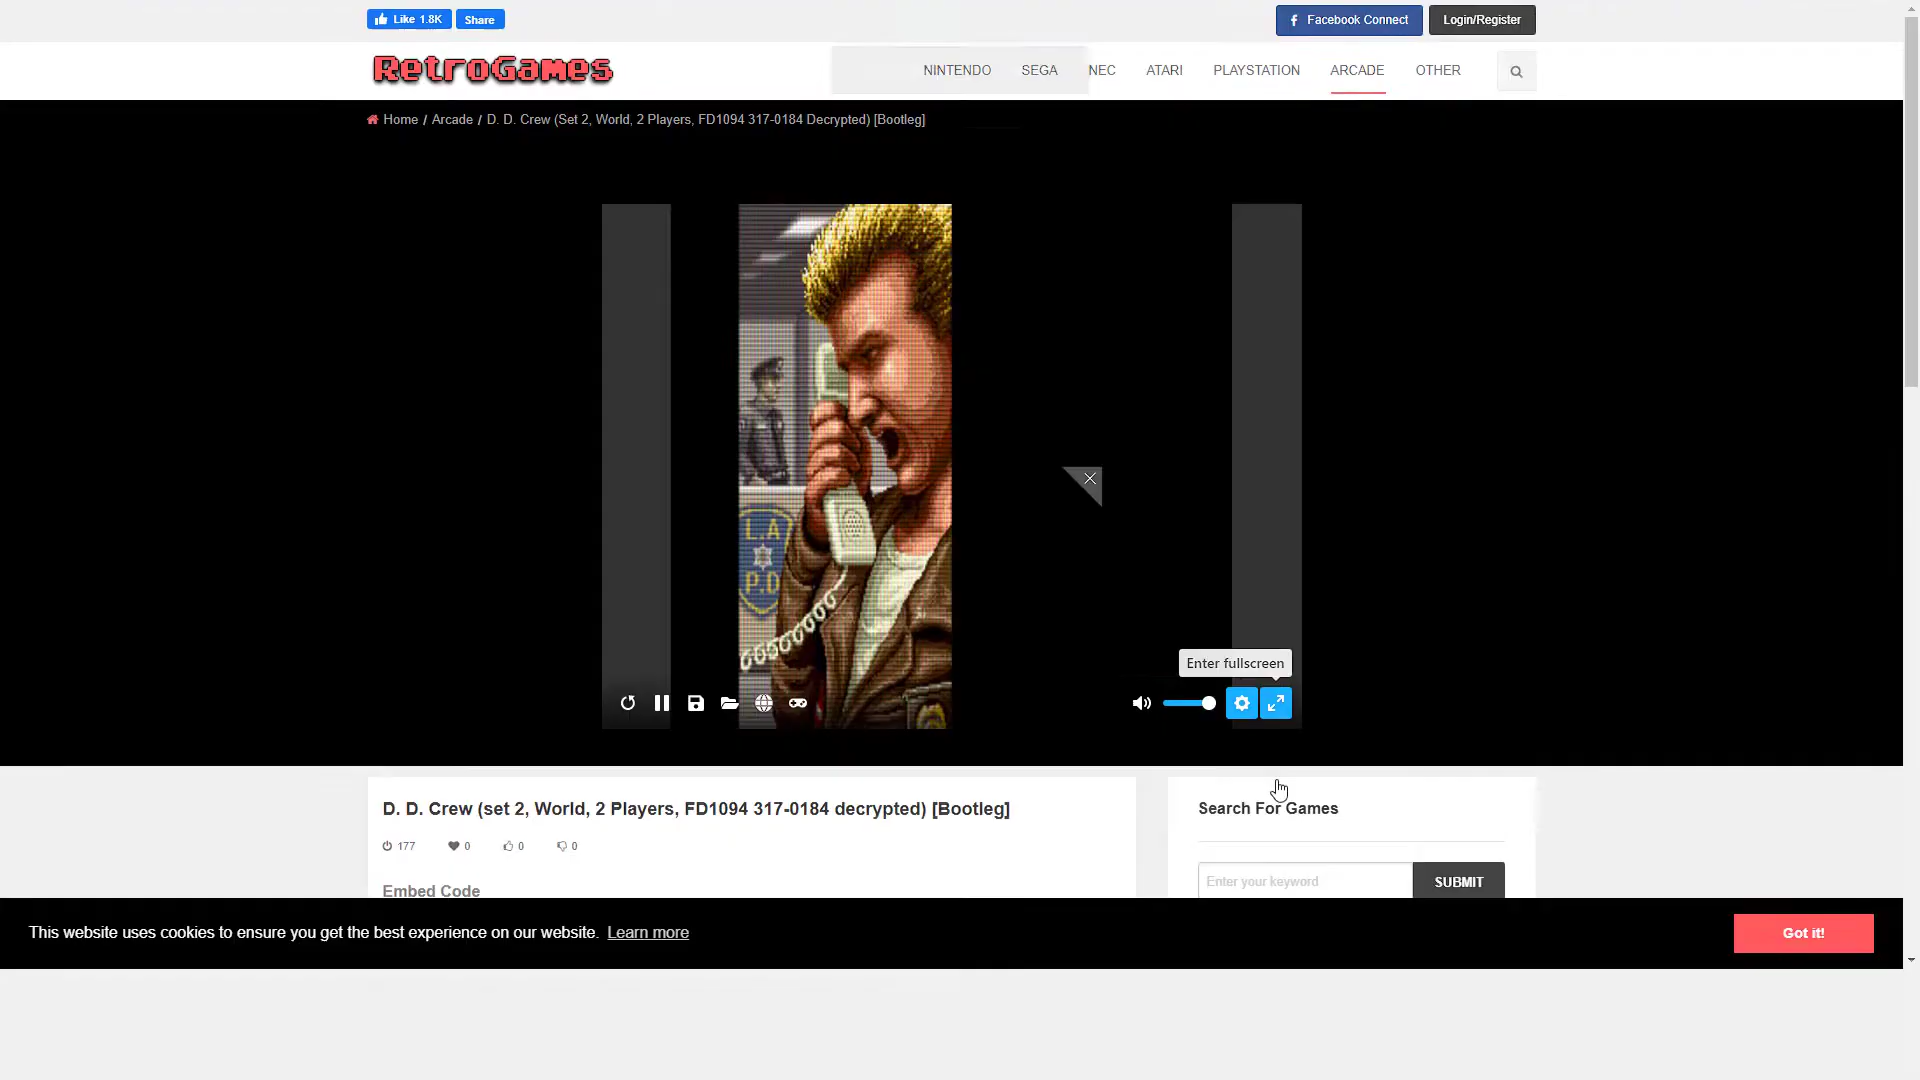 Like 1.8K
Share
Facebook Connect
Login/Register
RetroGames
NINTENDO
SEGA
NEC
ATARI
PLAYSTATION
ARCADE
OTHER
Home / Arcade / D. D. Crew (Set 2, World, 2 Players, FD1094 317-0184 Decrypted) [Bootleg]
L.A
P.D
Enter fullscreen
D. D. Crew (set 2, World, 2 Players, FD1094 317-0184 decrypted) [Bootleg]
177
0
0
0
Embed Code
Search For Games
Enter your keyword
SUBMIT
This website uses cookies to ensure you get the best experience on our website. Learn more
Got it!